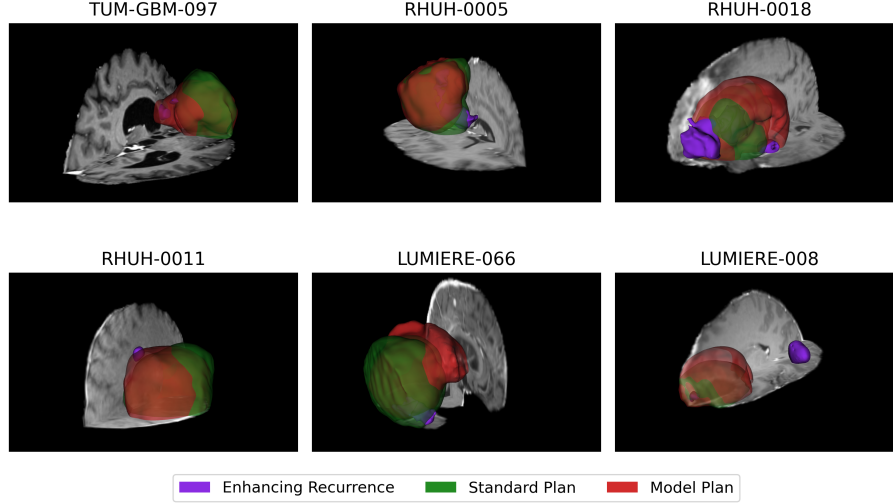 TUM-GBM-097
RHUH-0005
RHUH-0018
RHUH-0011
LUMIERE-066
LUMIERE-008
Enhancing Recurrence
Standard Plan
Model Plan